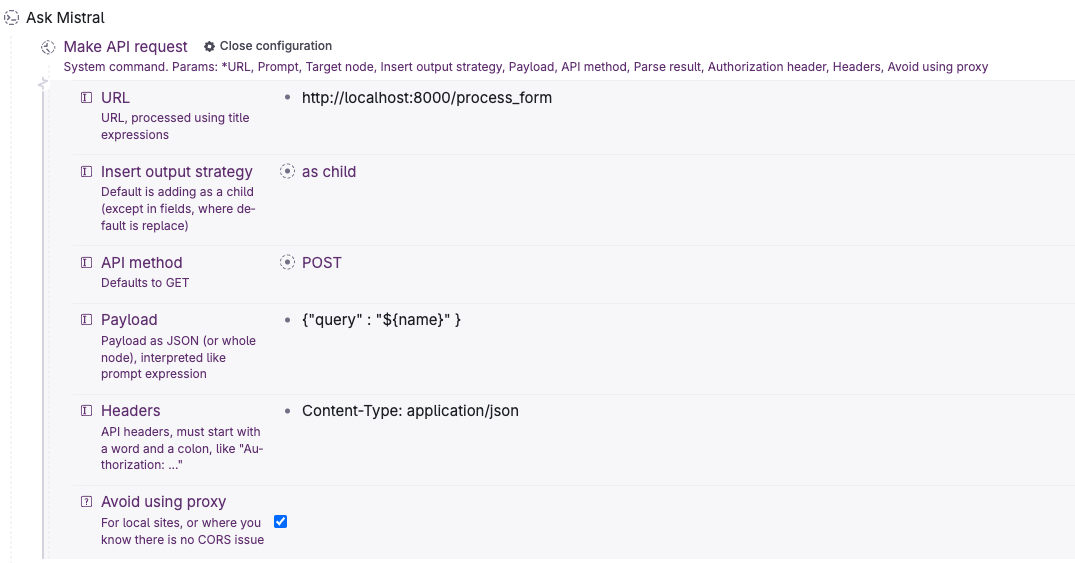 Ask Mistral
Make API request Close configuration
System command. Params: *URL, Prompt, Target node, Insert output strategy, Payload, API method, Parse result, Authorization header, Headers, Avoid using proxy
URL
URL, processed using title
expressions
http://localhost:8000/process_form
Insert output strategy
Default is adding as a child
(except in fields, where de-
fault is replace)
as child
API method
Defaults to GET
POST
Payload
Payload as JSON (or whole
node), interpreted like
prompt expression
{"query" : "${name}" }
Headers
API headers, must start with
a word and a colon, like "Au-
thorization: ..."
Content-Type: application/json
Avoid using proxy
For local sites, or where you
know there is no CORS issue